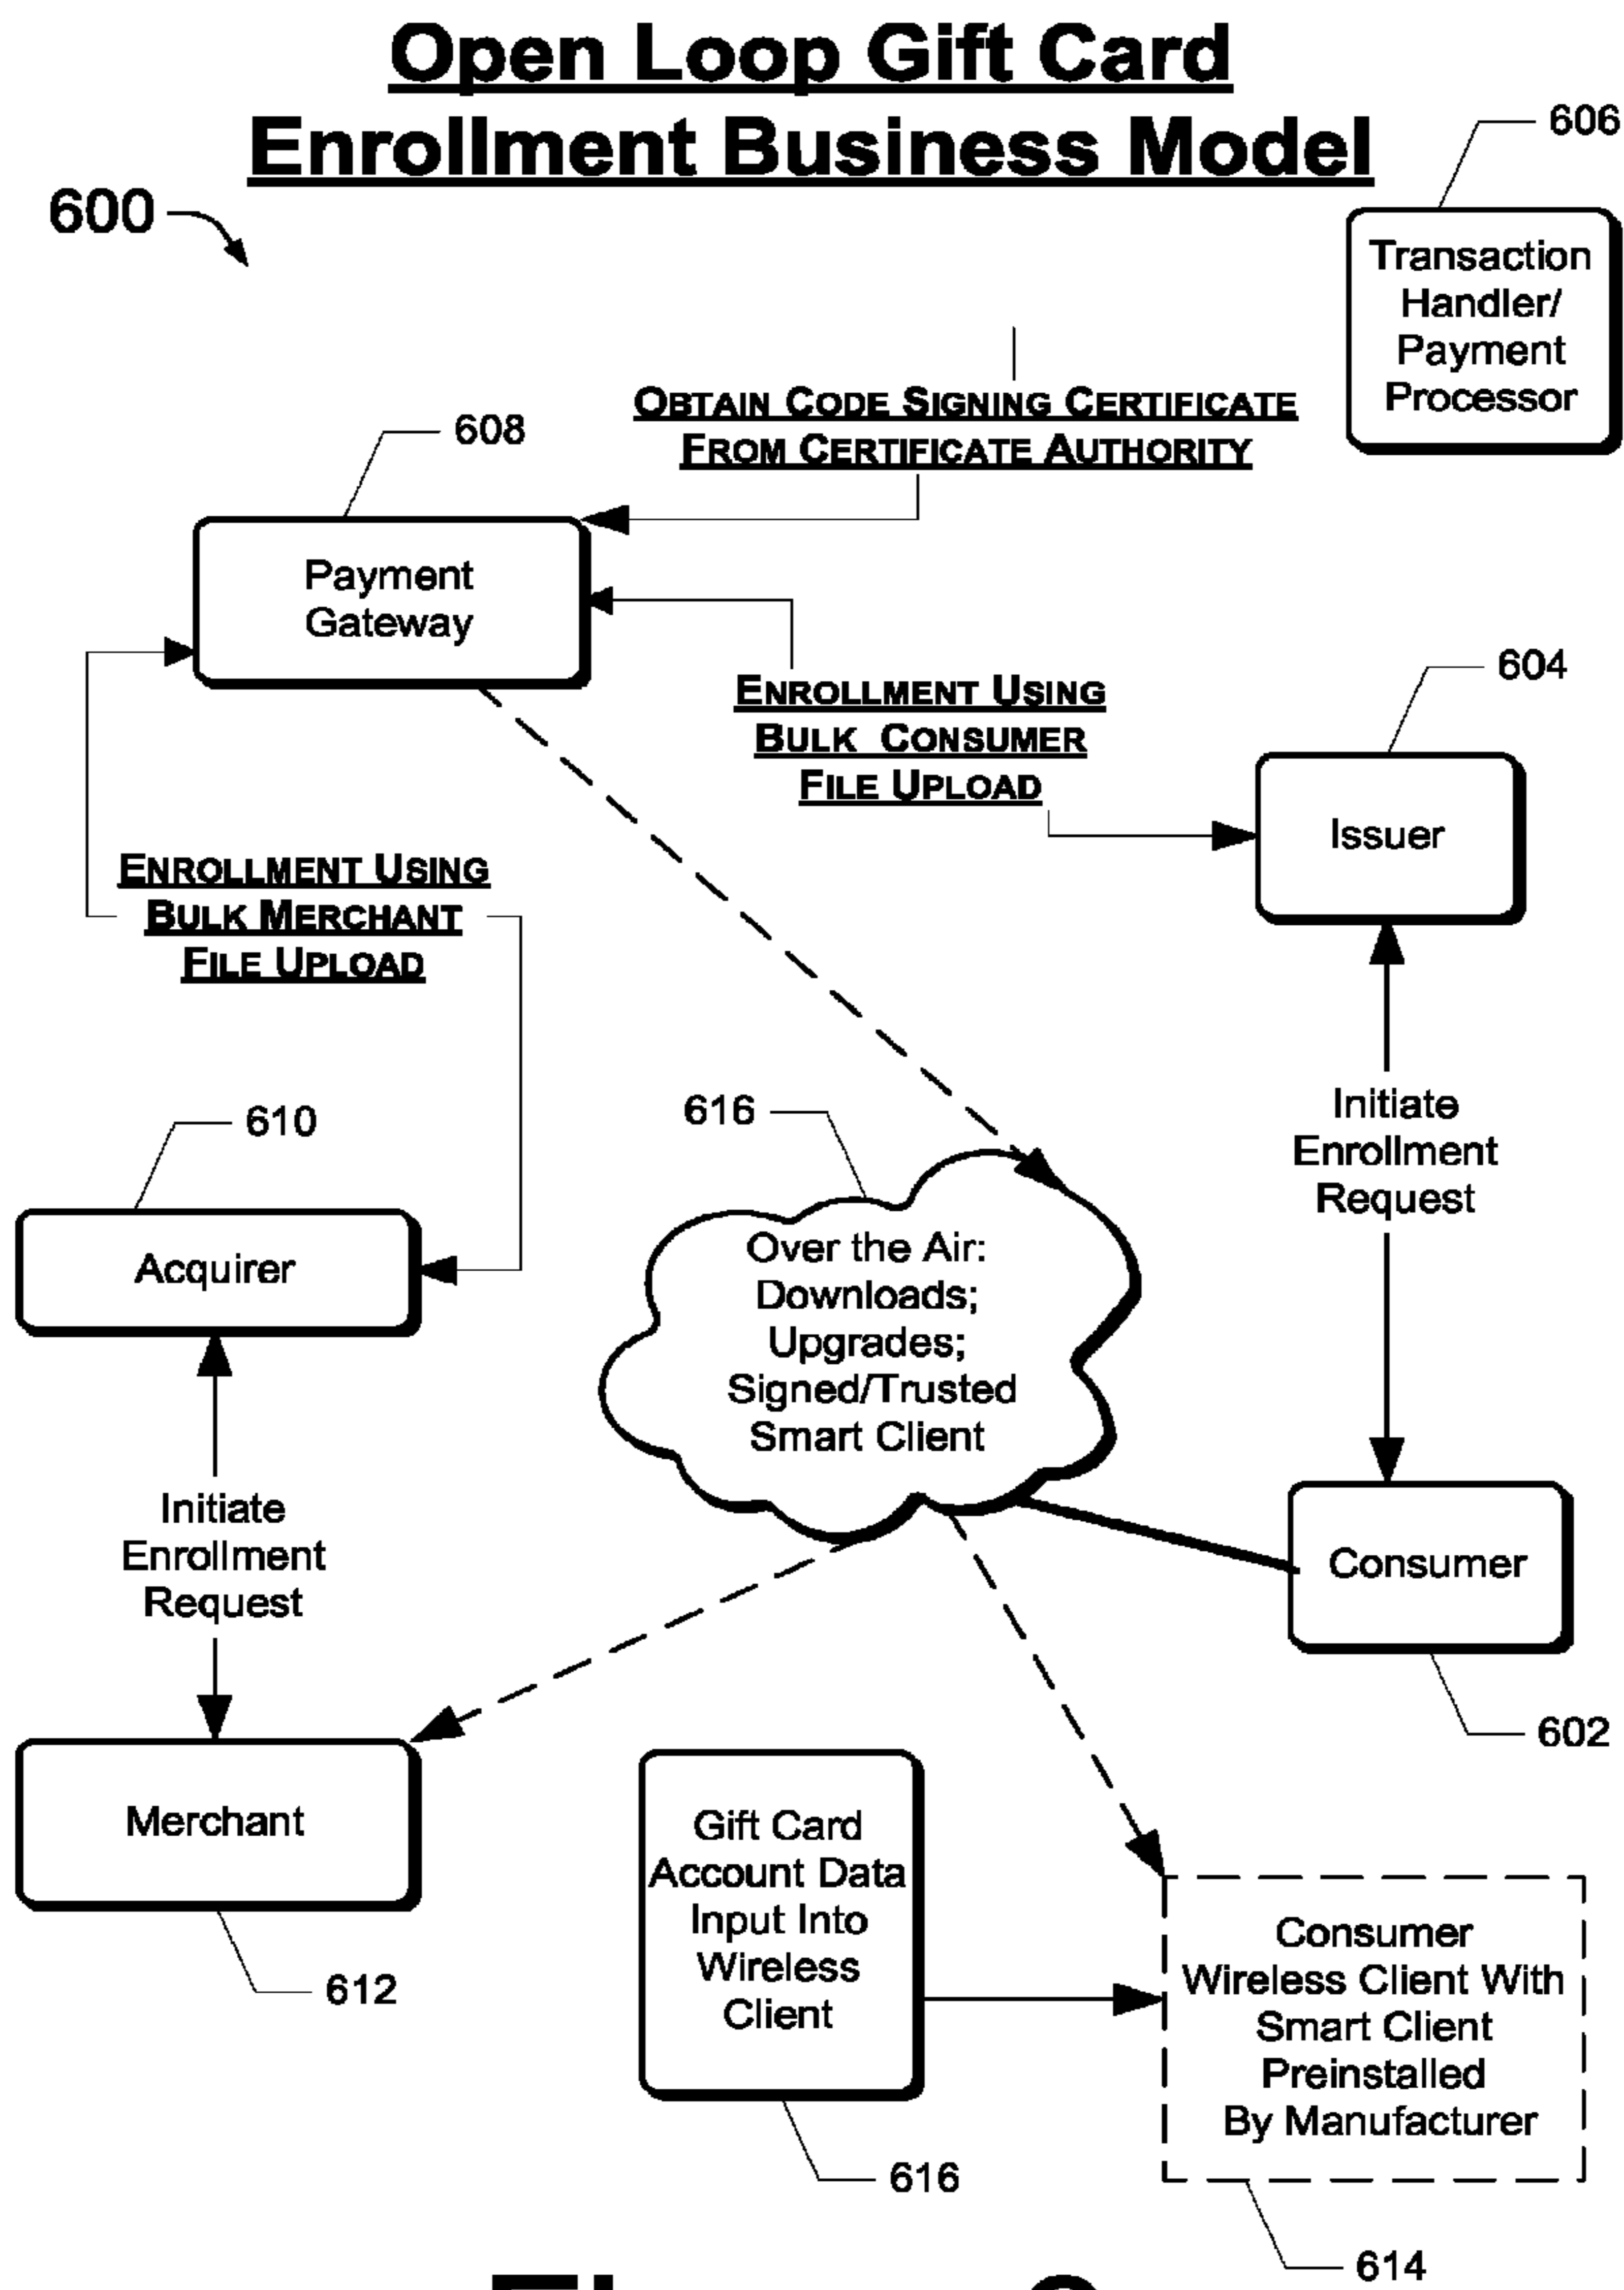 Open Loop Gift Card
Enrollment Business Model
600
606
Transaction
Handler/
Payment
Processor
OBTAIN CODE SIGNING CERTIFICATE
FROM CERTIFICATE AUTHORITY
608
Payment
Gateway
604
ENROLLMENT USING
BULK CONSUMER
FILE UPLOAD
Issuer
ENROLLMENT USING
BULK MERCHANT
FILE UPLOAD
610
616
Initiate
Enrollment
Request
Acquirer
Over the Air:
Downloads;
Upgrades;
Signed/Trusted
Smart Client
Initiate
Enrollment
Request
Consumer
602
Merchant
612
Gift Card
Account Data
Input Into
Wireless
Client
616
Consumer
Wireless Client With
Smart Client
Preinstalled
By Manufacturer
614